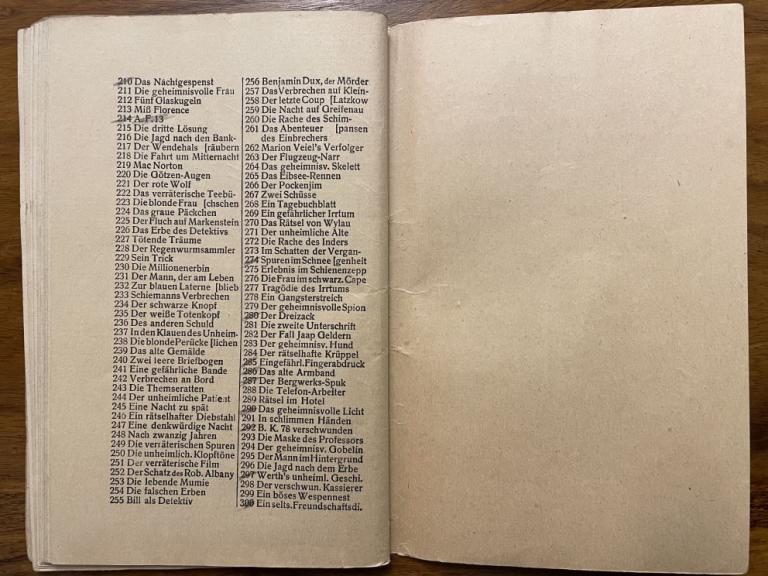 210 Das Nachtgespenst
211 Die geheimnisvolle Frau
212 Fünf Glaskugeln
213 Miß Florence
214 A. F. 13
215 Die dritte Lösung
216 Die Jagd nach den Bank-
217 Der Wendehals [räubern
218 Die Fahrt um Mitternacht
219 Mac Norton
220 Die Götzen-Augen
221 Der rote Wolf
222 Das verräterische Teebü-
223 Die blonde Frau [chschen
224 Das graue Päckchen
225 Der Fluch auf Markenstein
226 Das Erbe des Detektivs
227 Tötende Träume
228 Der Regenwurmsammler
229 Sein Trick
230 Die Millionenerbin
231 Der Mann, der am Leben
232 Zur blauen Laterne [blieb
233 Schiemanns Verbrechen
234 Der schwarze Knopf
235 Der weiße Totenkopf
236 Des anderen Schuld
237 In den Klauen des Unheim-
238 Die blonde Perücke [lichen
239 Das alte Gemälde
240 Zwei leere Briefbogen
241 Eine gefährliche Bande
242 Verbrechen an Bord
243 Die Themseratten
244 Der unheimliche Patient
245 Eine Nacht zu spät
246 Ein rätselhafter Diebstahl
247 Eine denkwürdige Nacht
248 Nach zwanzig Jahren
249 Die verräterischen Spuren
250 Die unheimlich. Klopftöne
251 Der verräterische Film
252 Der Schatz des Rob. Albany
253 Die lebende Mumie
254 Die falschen Erben
255 Bill als Detektiv
256 Benjamin Dux, der Mörder
257 Das Verbrechen auf Klein-
258 Der letzte Coup [Latzkow
259 Die Nacht auf Greifenau
260 Die Rache des Schim-
261 Das Abenteuer [pansen
des Einbrechers
262 Marion Veiel's Verfolger
263 Der Flugzeug-Narr
264 Das geheimnisv. Skelett
265 Das Eibsee-Rennen
266 Der Pockenjim
267 Zwei Schüsse
268 Ein Tagebuchblatt
269 Ein gefährlicher Irrtum
270 Das Rätsel von Wylau
271 Der unheimliche Alte
272 Die Rache des Inders
273 Im Schatten der Vergan-
274 Spuren im Schnee [genheit
275 Erlebnis im Schienenzepp
276 Die Frau im schwarz. Cape
277 Tragödie des Irrtums
278 Ein Gangsterstreich
279 Der geheimnisvolle Spion
280 Der Dreizack
281 Die zweite Unterschrift
282 Der Fall Jaap Geldern
283 Der geheimnisv. Hund
284 Der rätselhafte Krüppel
285 Ein gefährl. Fingerabdruck
286 Das alte Armband
287 Der Bergwerks-Spuk
288 Die Telefon-Arbeiter
289 Rätsel im Hotel
290 Das geheimnisvolle Licht
291 In schlimmen Händen
292 B. K. 78 verschwunden
293 Die Maske des Professors
294 Der geheimnisv. Gobelin
295 Der Mann im Hintergrund
296 Die Jagd nach dem Erbe
297 Werth's unheiml. Geschi.
298 Der verschwun. Kassierer
299 Ein böses Wespennest
300 Ein selts. Freundschaftsdi.